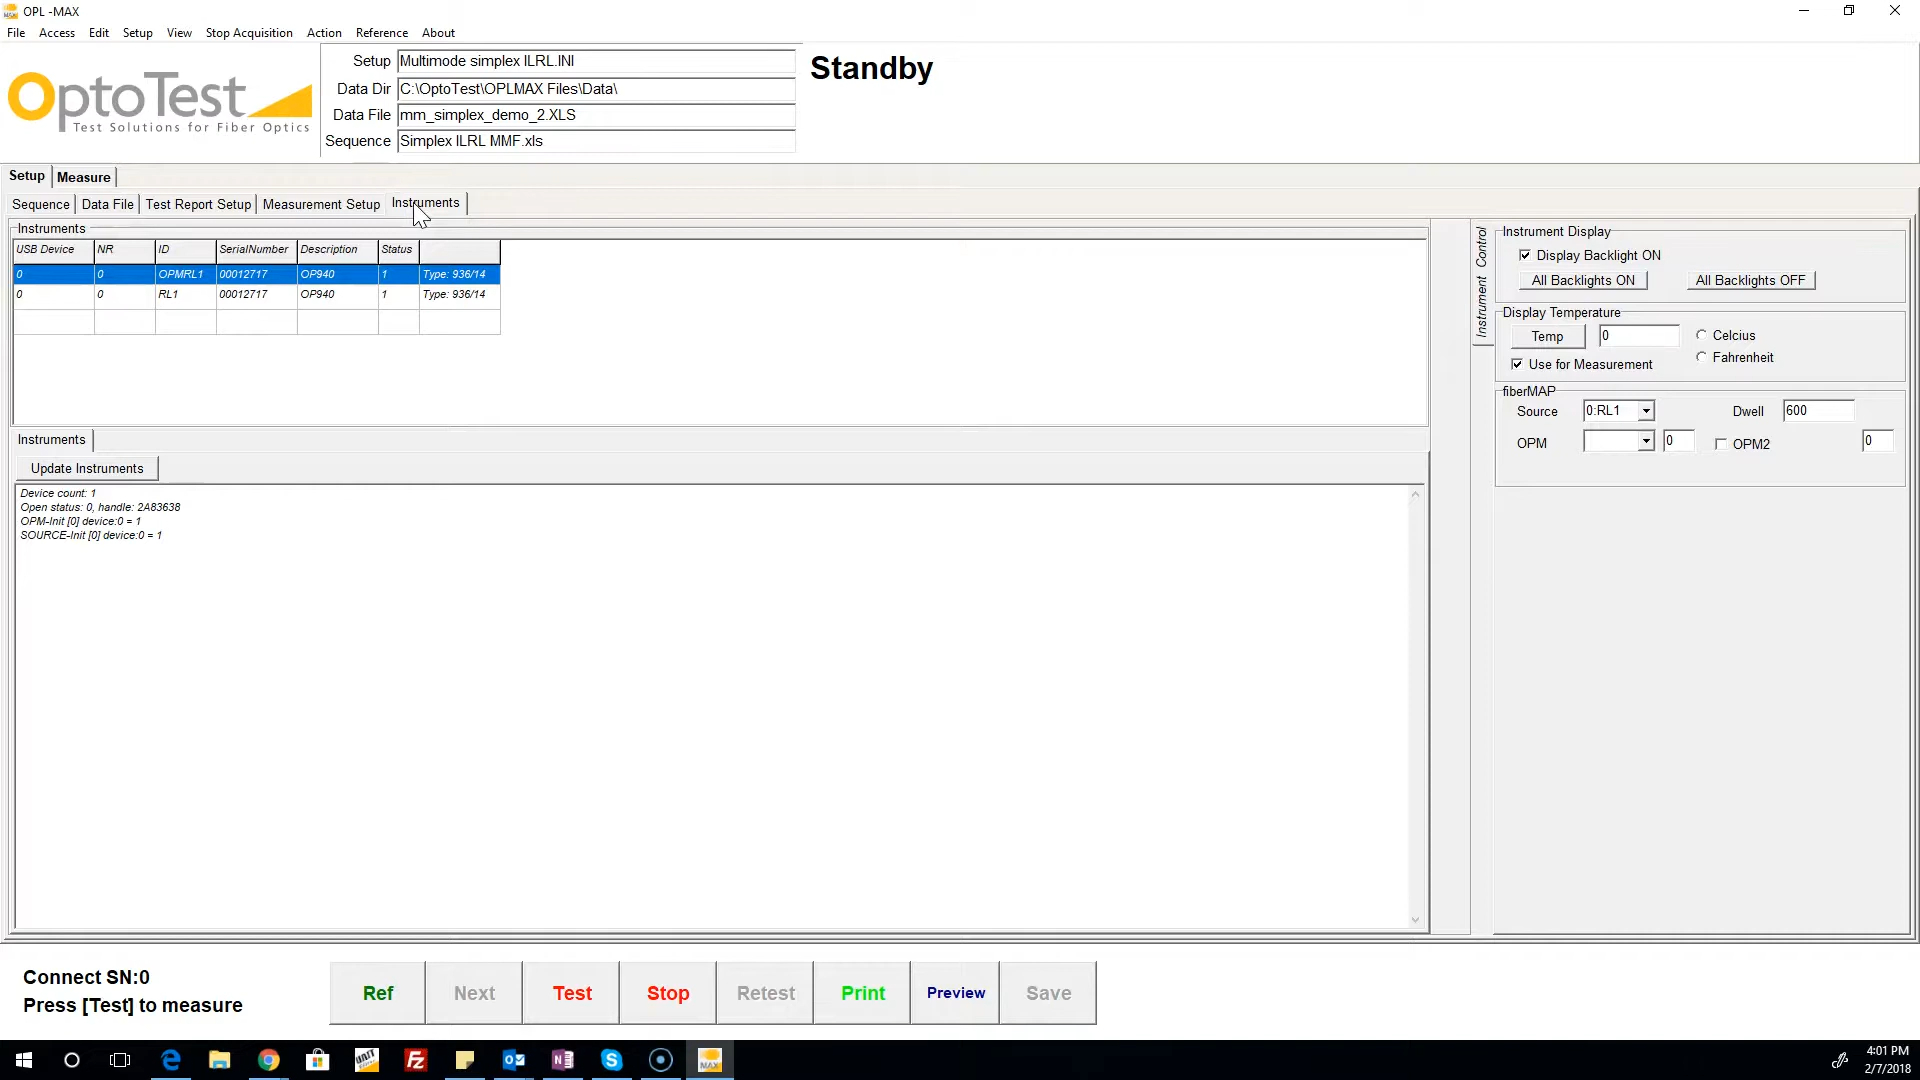 OPL -MAX
File Access Edit Setup View Stop Acquisition Action Reference About
OptoTest
Test Solutions for Fiber Optics
Setup Multimode simplex ILRL.INI
Data Dir C:\OptoTest\OPLMAX Files\Data\
Data File mm_simplex_demo_2.XLS
Sequence Simplex ILRL MMF.xls
Standby
Setup Measure
Sequence Data File Test Report Setup Measurement Setup Instruments
Instruments
USB Device NR ID SerialNumber Description Status
0 0 OPMRL1 00012717 OP940 1 Type: 936/14
0 0 RL1 00012717 OP940 1 Type: 936/14
Instruments
Update Instruments
Device count: 1
Open status: 0, handle: 2A83638
OPM-Init [0] device:0 = 1
SOURCE-Init [0] device:0 = 1
Instrument Control
Instrument Display
Display Backlight ON
All Backlights ON All Backlights OFF
Display Temperature
Temp 0 Celcius
Use for Measurement Fahrenheit
fiberMAP
Source 0:RL1 Dwell 600
OPM 0 OPM2 0
Connect SN:0
Press [Test] to measure
Ref Next Test Stop Retest Print Preview Save
4:01 PM
2/7/2018